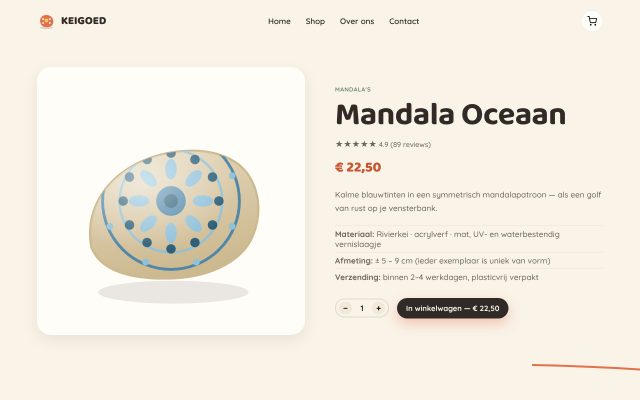 KEIGOED
Home Shop Over ons Contact
MANDALA'S
Mandala Oceaan
★★★★★ 4.9 (89 reviews)
€ 22,50
Kalme blauwtinten in een symmetrisch mandalapatroon — als een golf
van rust op je vensterbank.
Materiaal: Rivierkei · acrylverf · mat, UV- en waterbestendig
vernislaagje
Afmeting: ± 5 – 9 cm (ieder exemplaar is uniek van vorm)
Verzending: binnen 2–4 werkdagen, plasticvrij verpakt
− 1 +
In winkelwagen — € 22,50